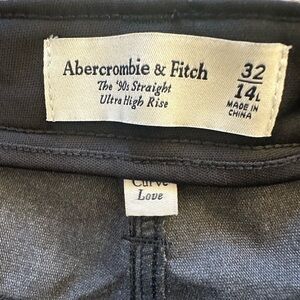 Abercrombie & Fitch
The '90s Straight
Ultra High Rise
32
14L
MADE IN
CHINA
Curve
Love